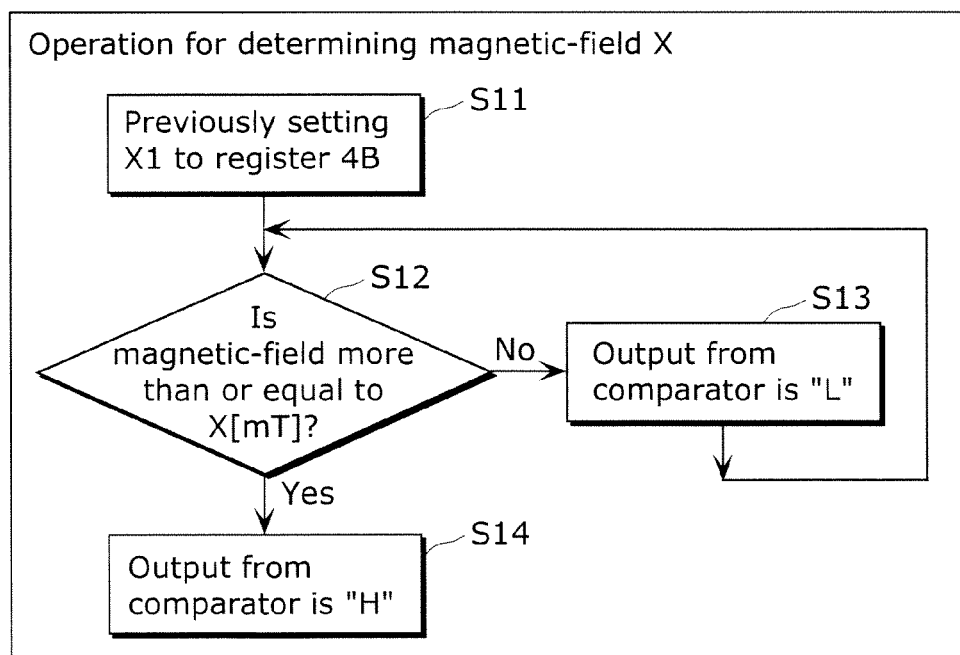 Operation for determining magnetic-field X
S11
Previously setting
X1 to register 4B
S12
Is
magnetic-field more
than or equal to
X[mT]?
No
S13
Output from
comparator is "L"
Yes
S14
Output from
comparator is "H"